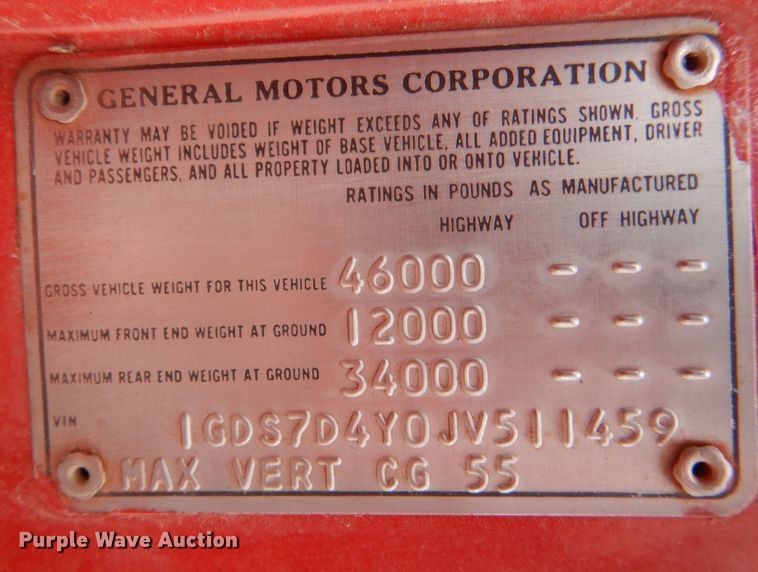 GENERAL MOTORS CORPORATION
WARRANTY MAY BE VOIDED IF WEIGHT EXCEEDS ANY OF RATINGS SHOWN. GROSS
VEHICLE WEIGHT INCLUDES WEIGHT OF BASE VEHICLE, ALL ADDED EQUIPMENT, DRIVER
AND PASSENGERS, AND ALL PROPERTY LOADED INTO OR ONTO VEHICLE.
RATINGS IN POUNDS AS MANUFACTURED
HIGHWAY OFF HIGHWAY
GROSS VEHICLE WEIGHT FOR THIS VEHICLE 46000 - - -
MAXIMUM FRONT END WEIGHT AT GROUND 12000 - - -
MAXIMUM REAR END WEIGHT AT GROUND 34000 - - -
VIN 1GDS7D4Y0JV511459
MAX VERT CG 55
Purple Wave Auction